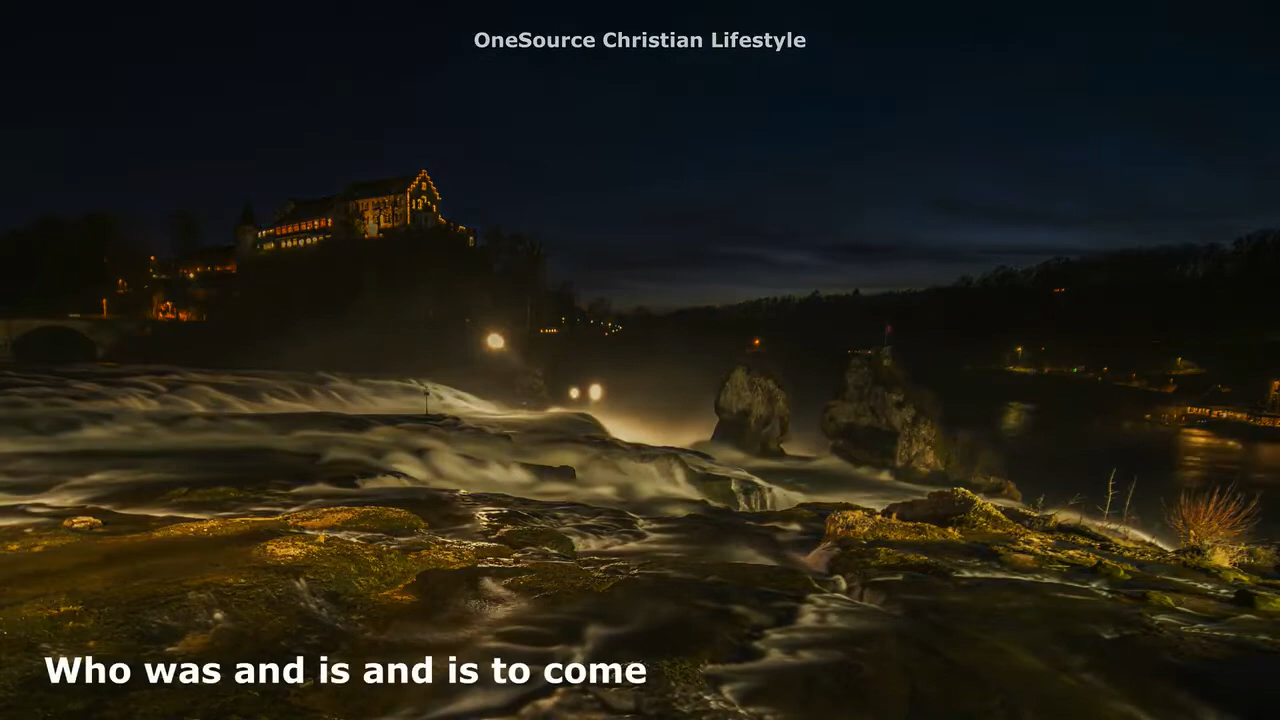 OneSource Christian Lifestyle
Who was and is and is to come